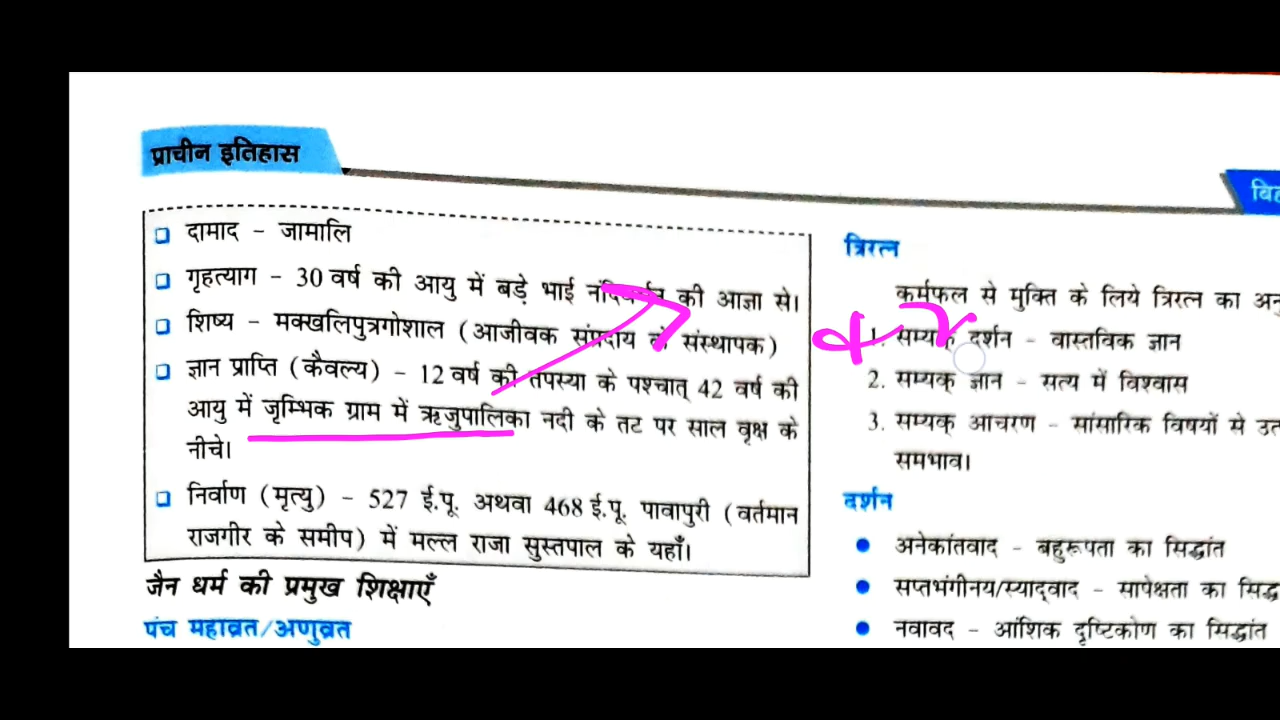 प्राचीन इतिहास
दामाद - जामालि
गृहत्याग - 30 वर्ष की आयु में बड़े भाई की आज्ञा से।
शिष्य - मक्खलिपुत्रगोशाल (आजीवक संप्रदाय के संस्थापक)
ज्ञान प्राप्ति (कैवल्य) - 12 वर्ष की तपस्या के पश्चात् 42 वर्ष की
आयु में जृम्भिक ग्राम में ऋजुपालिका नदी के तट पर साल वृक्ष के
नीचे।
निर्वाण (मृत्यु) - 527 ई.पू. अथवा 468 ई.पू. पावापुरी (वर्तमान
राजगीर के समीप) में मल्ल राजा सुस्तपाल के यहाँ।
जैन धर्म की प्रमुख शिक्षाएँ
पंच महाव्रत/अणुव्रत
त्रिरत्न
कर्मफल से मुक्ति के लिये त्रिरत्न का
1. सम्यक् दर्शन - वास्तविक ज्ञान
2. सम्यक् ज्ञान - सत्य में विश्वास
3. सम्यक् आचरण - सांसारिक विषयों से
समभाव।
दर्शन
अनेकांतवाद - बहुरूपता का सिद्धांत
सप्तभंगीनय/स्याद्वाद - सापेक्षता का
नवावद - आंशिक दृष्टिकोण का सिद्धांत